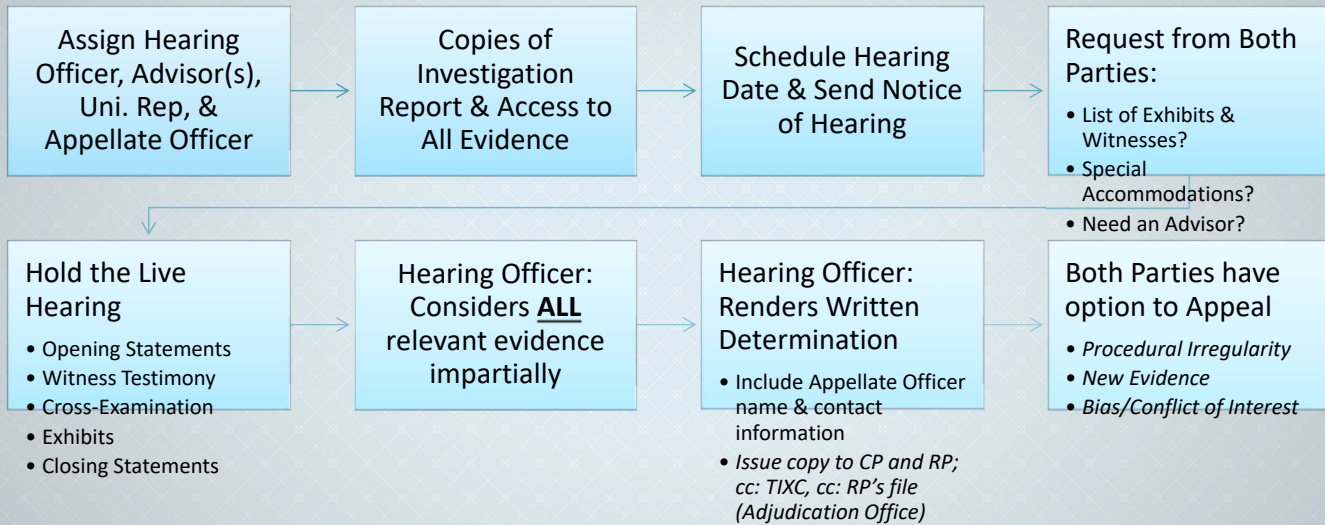 Assign Hearing
Officer, Advisor(s),
Uni. Rep, &
Appellate Officer
Copies of
Investigation
Report & Access to
All Evidence
Schedule Hearing
Date & Send Notice
of Hearing
Request from Both
Parties:
• List of Exhibits &
Witnesses?
• Special
Accommodations?
• Need an Advisor?
Hold the Live
Hearing
• Opening Statements
• Witness Testimony
• Cross-Examination
• Exhibits
• Closing Statements
Hearing Officer:
Considers ALL
relevant evidence
impartially
Hearing Officer:
Renders Written
Determination
• Include Appellate Officer
name & contact
information
• Issue copy to CP and RP;
cc: TIXC, cc: RP's file
(Adjudication Office)
Both Parties have
option to Appeal
• Procedural Irregularity
• New Evidence
• Bias/Conflict of Interest